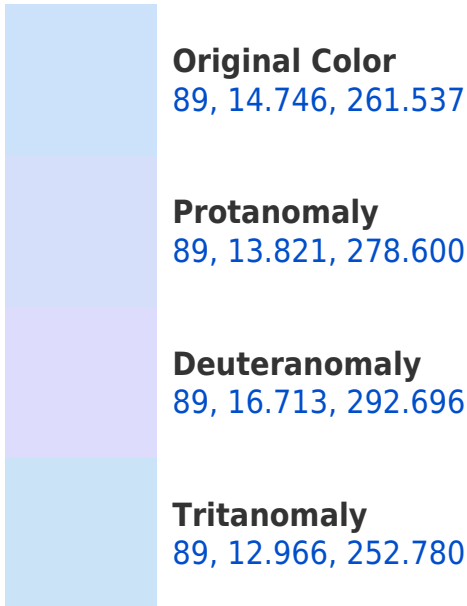 Original Color
89, 14.746, 261.537
Protanomaly
89, 13.821, 278.600
Deuteranomaly
89, 16.713, 292.696
Tritanomaly
89, 12.966, 252.780